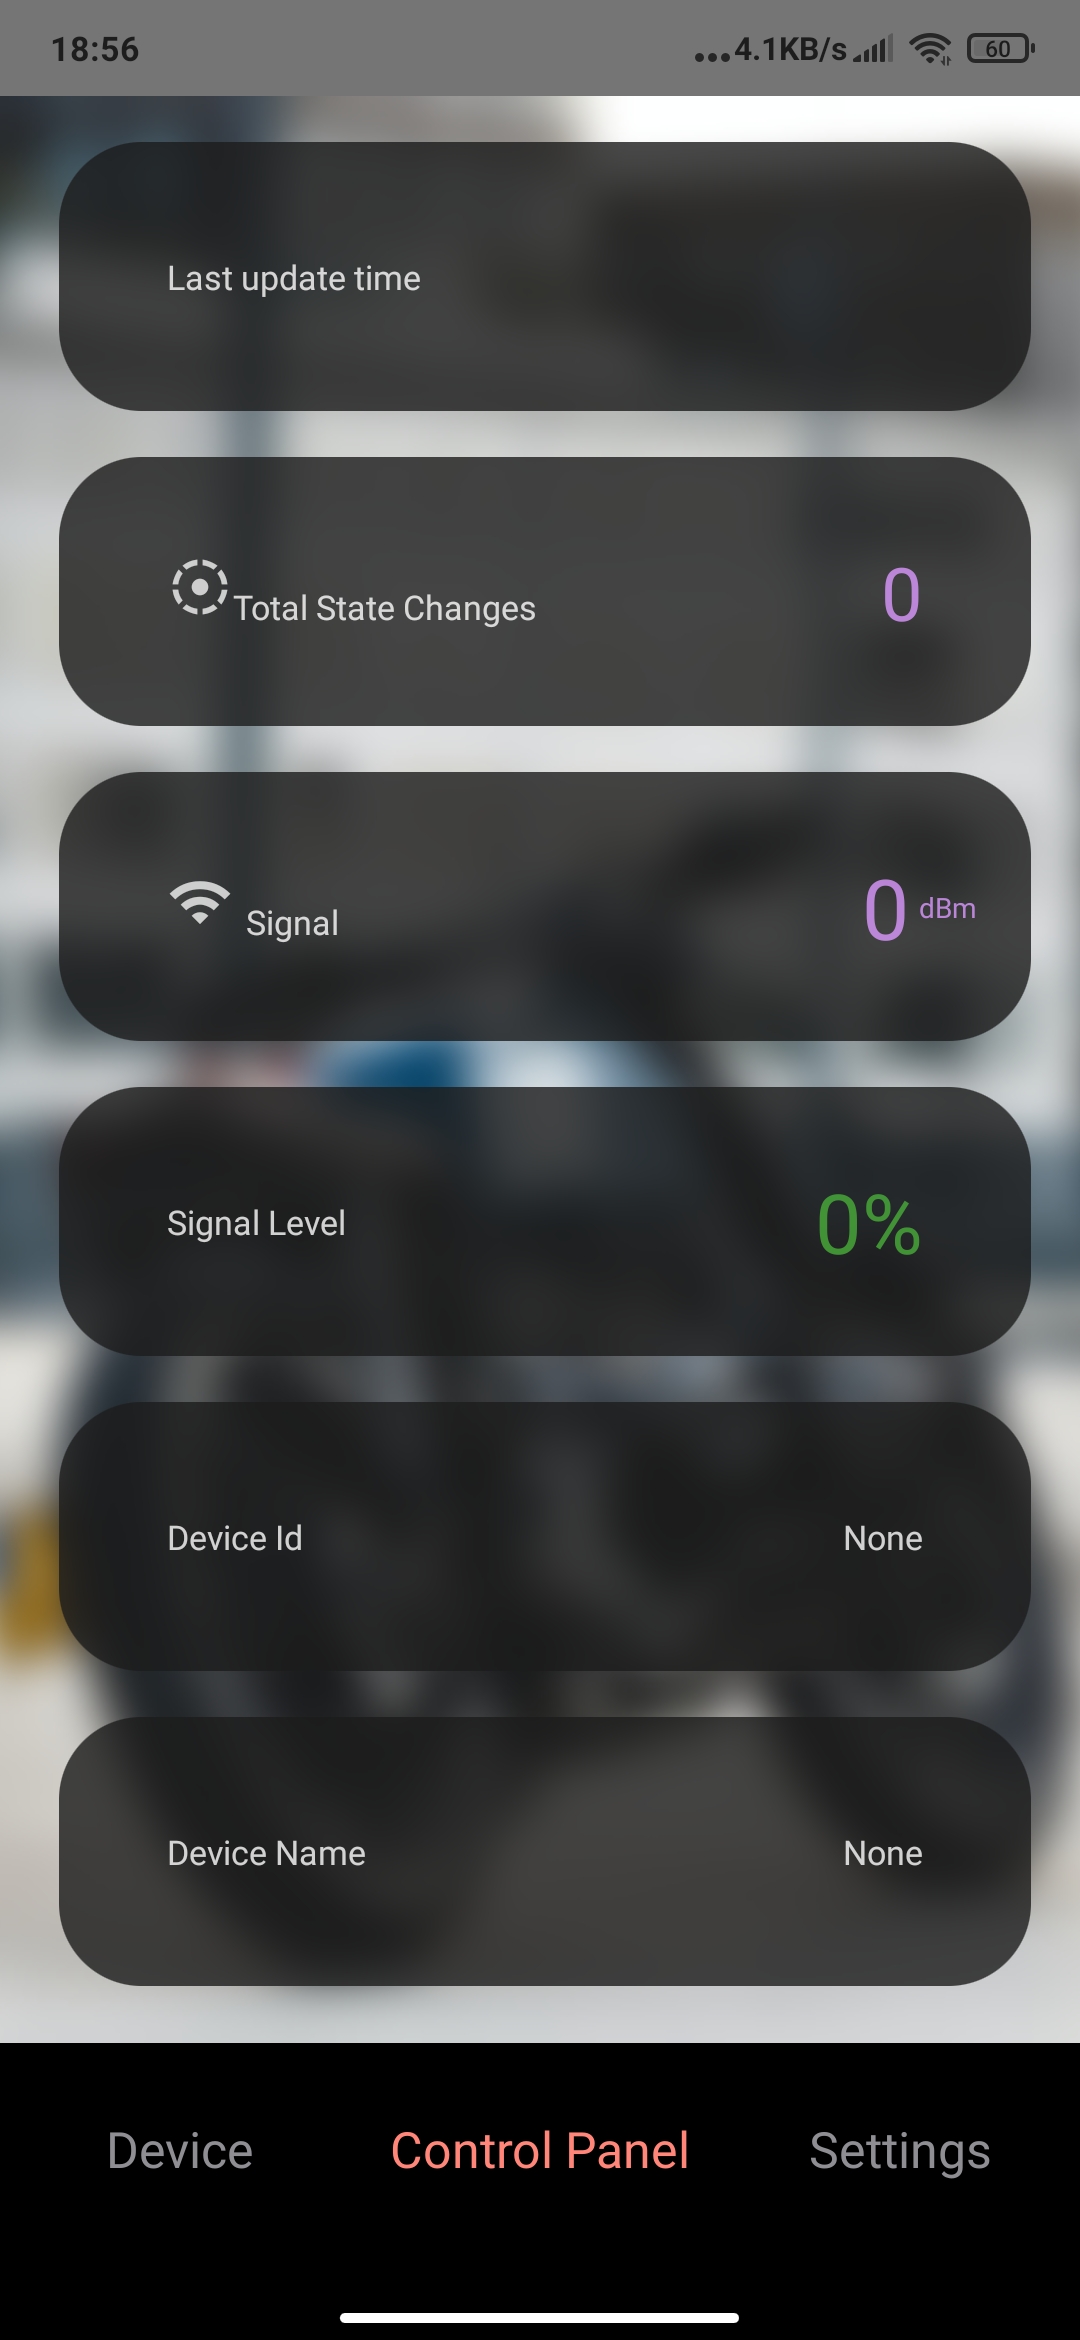 18:56
...4.1KB/s 60
Last update time
Total State Changes 0
Signal 0 dBm
Signal Level 0%
Device Id None
Device Name None
Device Control Panel Settings